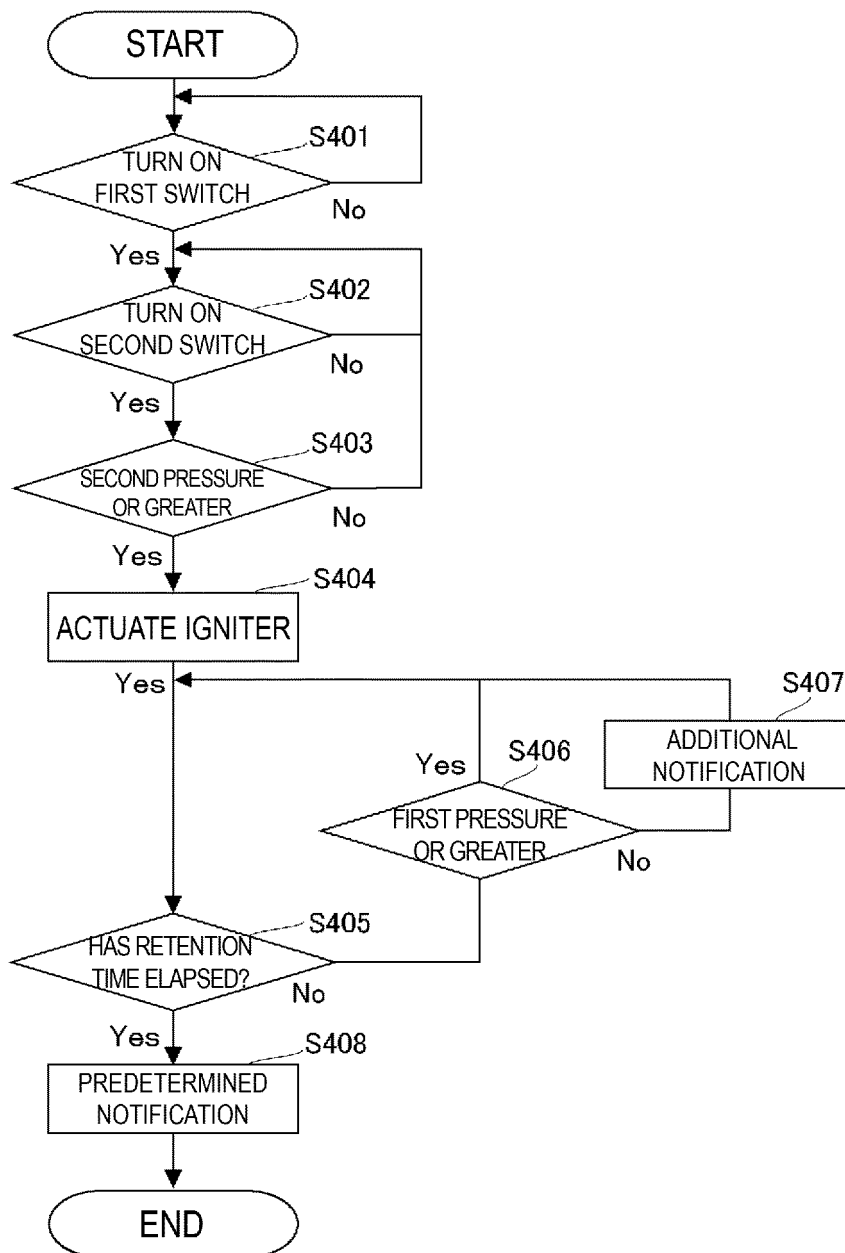 START
S401
TURN ON
FIRST SWITCH
No
Yes
S402
TURN ON
SECOND SWITCH
No
Yes
S403
SECOND PRESSURE
OR GREATER
No
Yes
S404
ACTUATE IGNITER
Yes
S407
ADDITIONAL
NOTIFICATION
S406
Yes
FIRST PRESSURE
OR GREATER
No
S405
HAS RETENTION
TIME ELAPSED?
No
Yes
S408
PREDETERMINED
NOTIFICATION
END